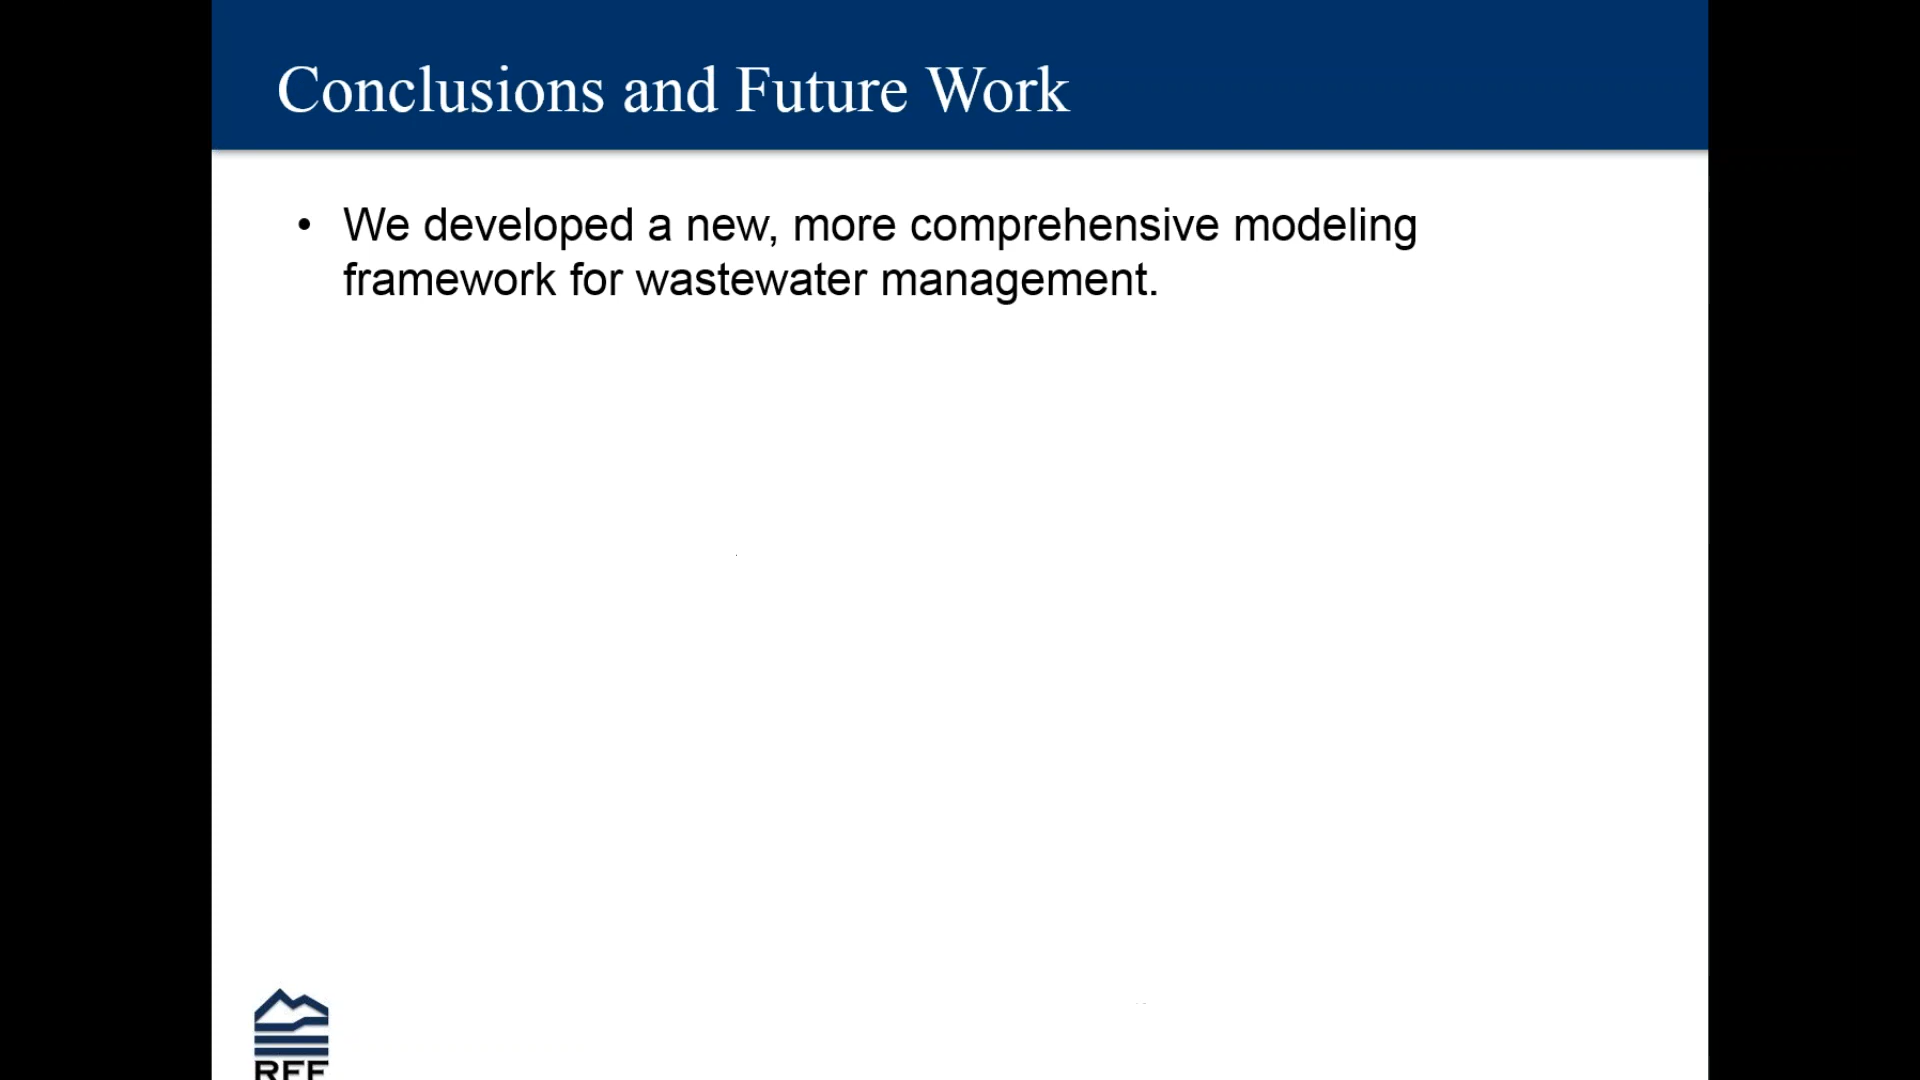 Conclusions and Future Work
• We developed a new, more comprehensive modeling
framework for wastewater management.
RFF